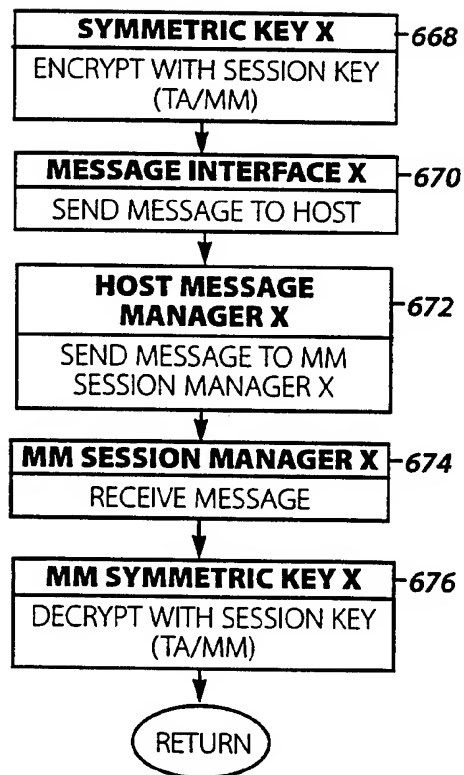 SYMMETRIC KEY X
668
ENCRYPT WITH SESSION KEY
(TA/MM)
MESSAGE INTERFACE X
670
SEND MESSAGE TO HOST
HOST MESSAGE
MANAGER X
672
SEND MESSAGE TO MM
SESSION MANAGER X
MM SESSION MANAGER X
674
RECEIVE MESSAGE
MM SYMMETRIC KEY X
676
DECRYPT WITH SESSION KEY
(TA/MM)
RETURN